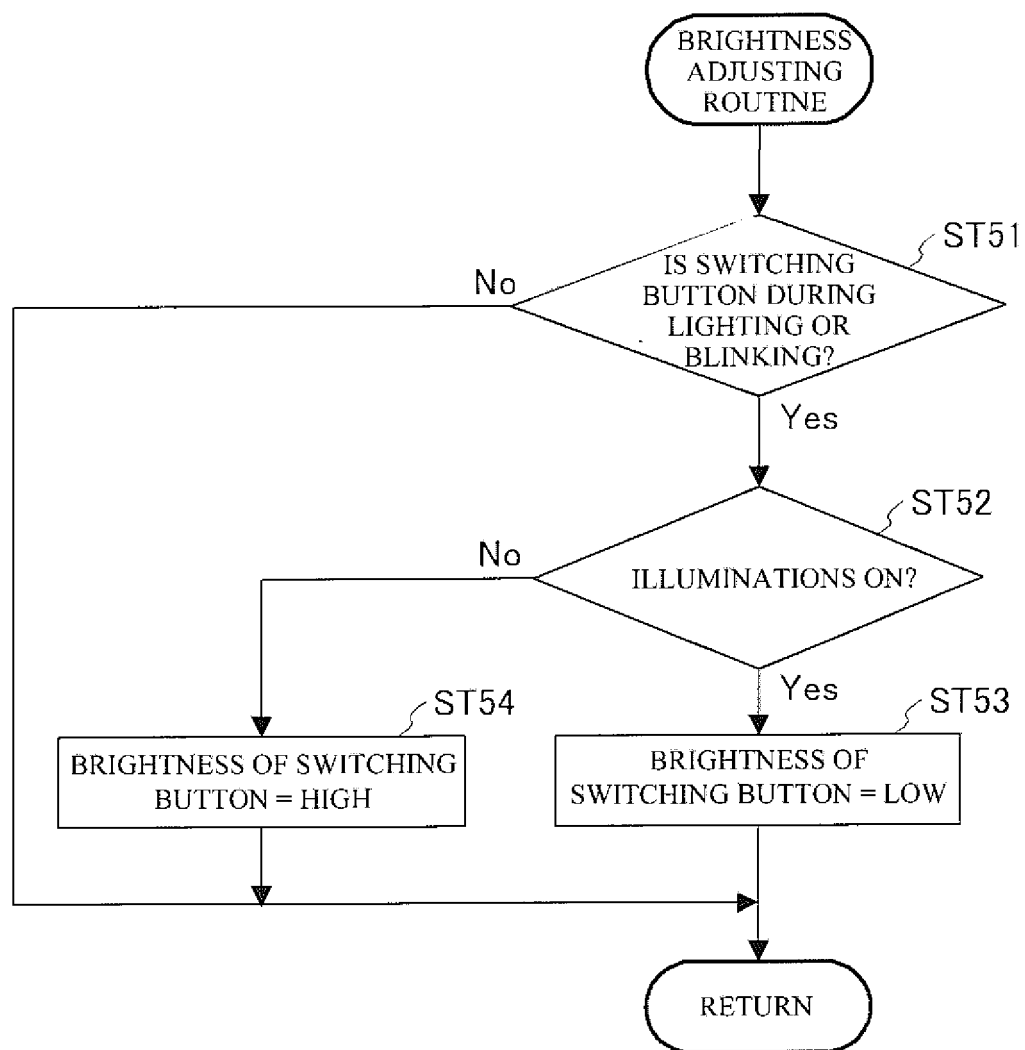 BRIGHTNESS
ADJUSTING
ROUTINE
ST51
No
IS SWITCHING
BUTTON DURING
LIGHTING OR
BLINKING?
Yes
ST52
No
ILLUMINATIONS ON?
Yes
ST54
ST53
BRIGHTNESS OF SWITCHING
BUTTON = HIGH
BRIGHTNESS OF
SWITCHING BUTTON = LOW
RETURN